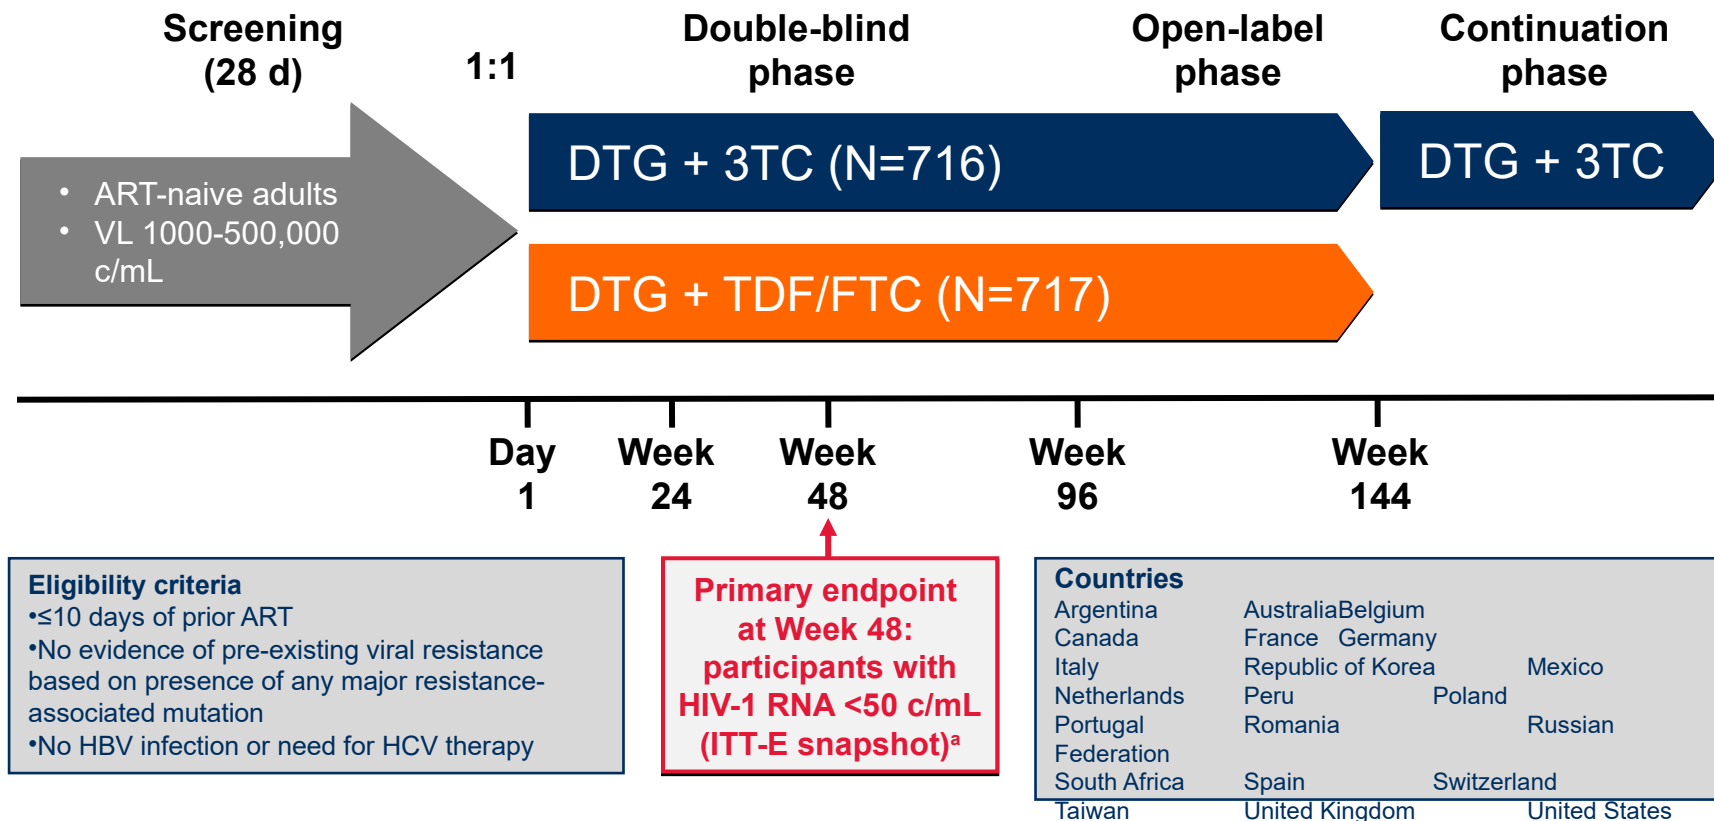 Screening
(28 d)
1:1
Double-blind
phase
Open-label
phase
Continuation
phase
• ART-naive adults
• VL 1000-500,000
c/mL
DTG + 3TC (N=716)
DTG + 3TC
DTG + TDF/FTC (N=717)
Day
1
Week
24
Week
48
Week
96
Week
144
Eligibility criteria
•≤10 days of prior ART
•No evidence of pre-existing viral resistance
based on presence of any major resistance-
associated mutation
•No HBV infection or need for HCV therapy
Primary endpoint
at Week 48:
participants with
HIV-1 RNA <50 c/mL
(ITT-E snapshot)ᵃ
Countries
Argentina AustraliaBelgium
Canada France Germany
Italy Republic of Korea Mexico
Netherlands Peru Poland
Portugal Romania Russian
Federation
South Africa Spain Switzerland
Taiwan United Kingdom United States